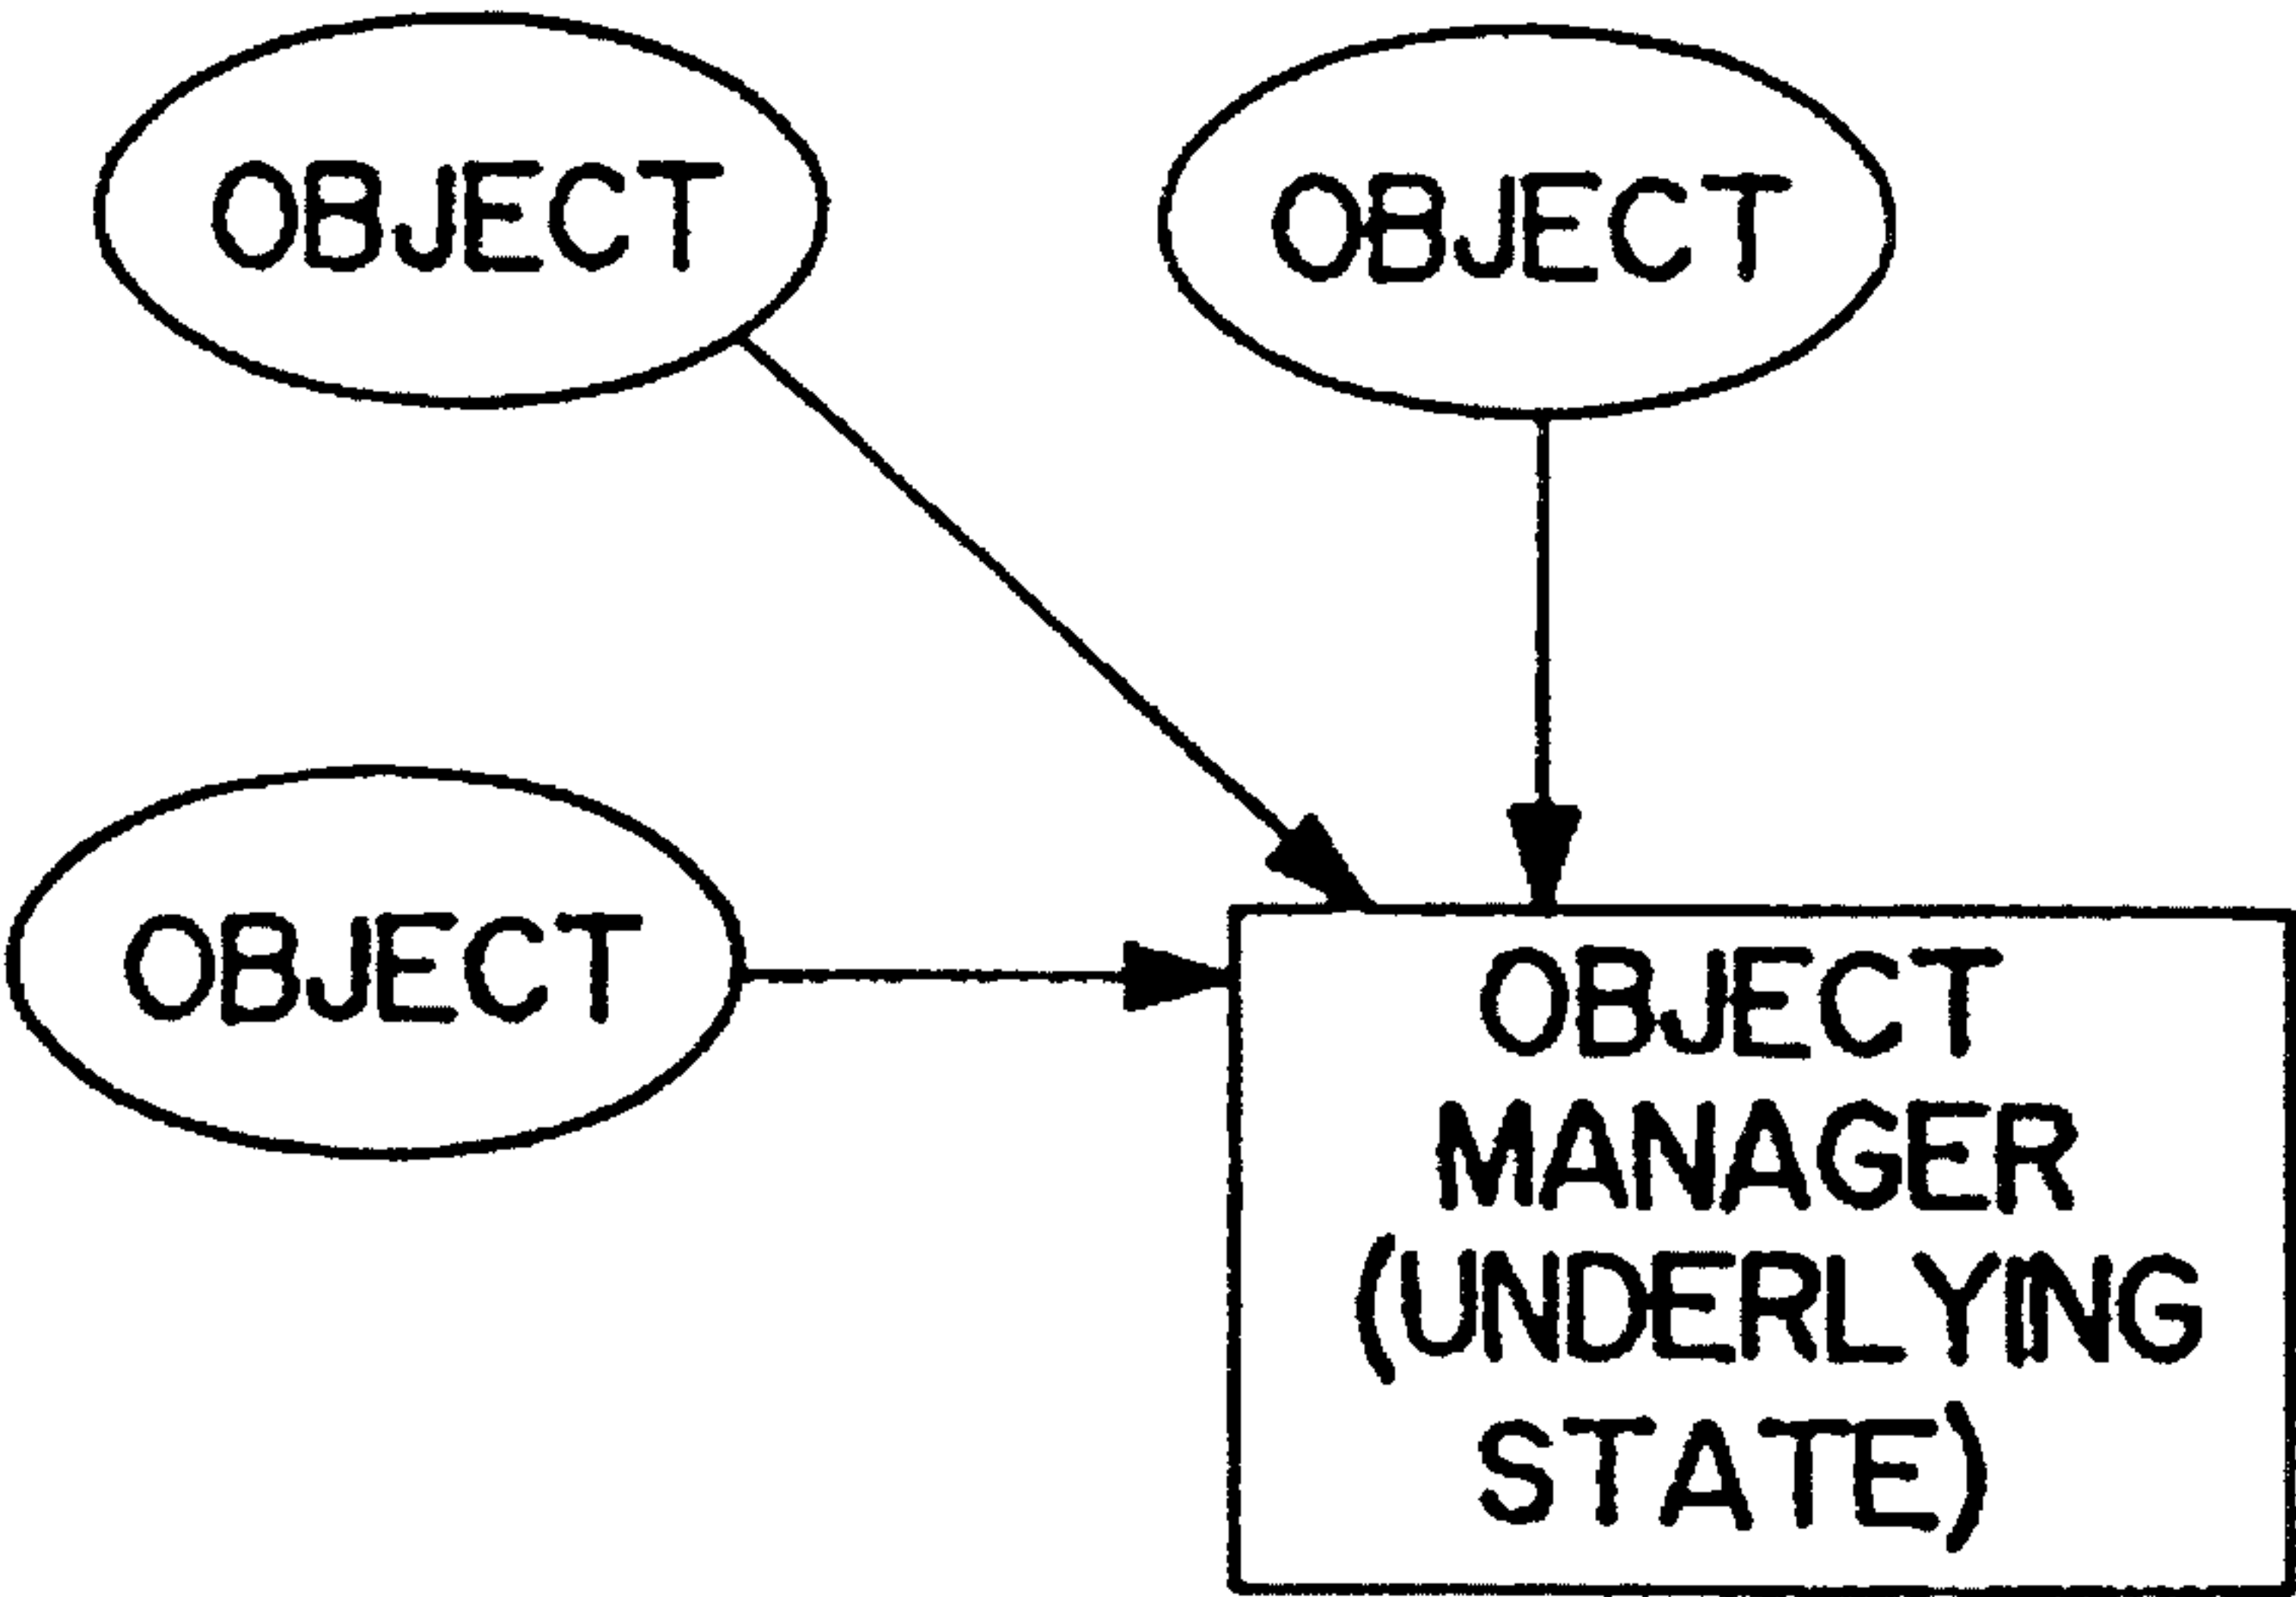 OBJECT
OBJECT
OBJECT
OBJECT
MANAGER
(UNDERLYING
STATE)